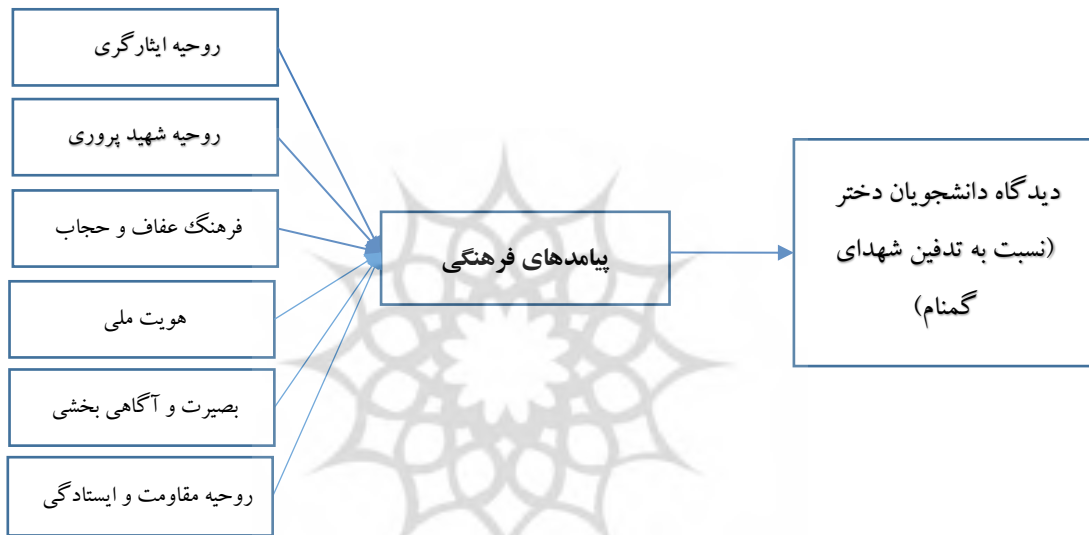 روحیه ایثارگری
روحیه شهید پروری
فرهنگ عفاف و حجاب
هویت ملی
بصیرت و آگاهی بخشی
روحیه مقاومت و ایستادگی
پیامدهای فرهنگی
دیدگاه دانشجویان دختر
(نسبت به تدفین شهدای
گمنام)